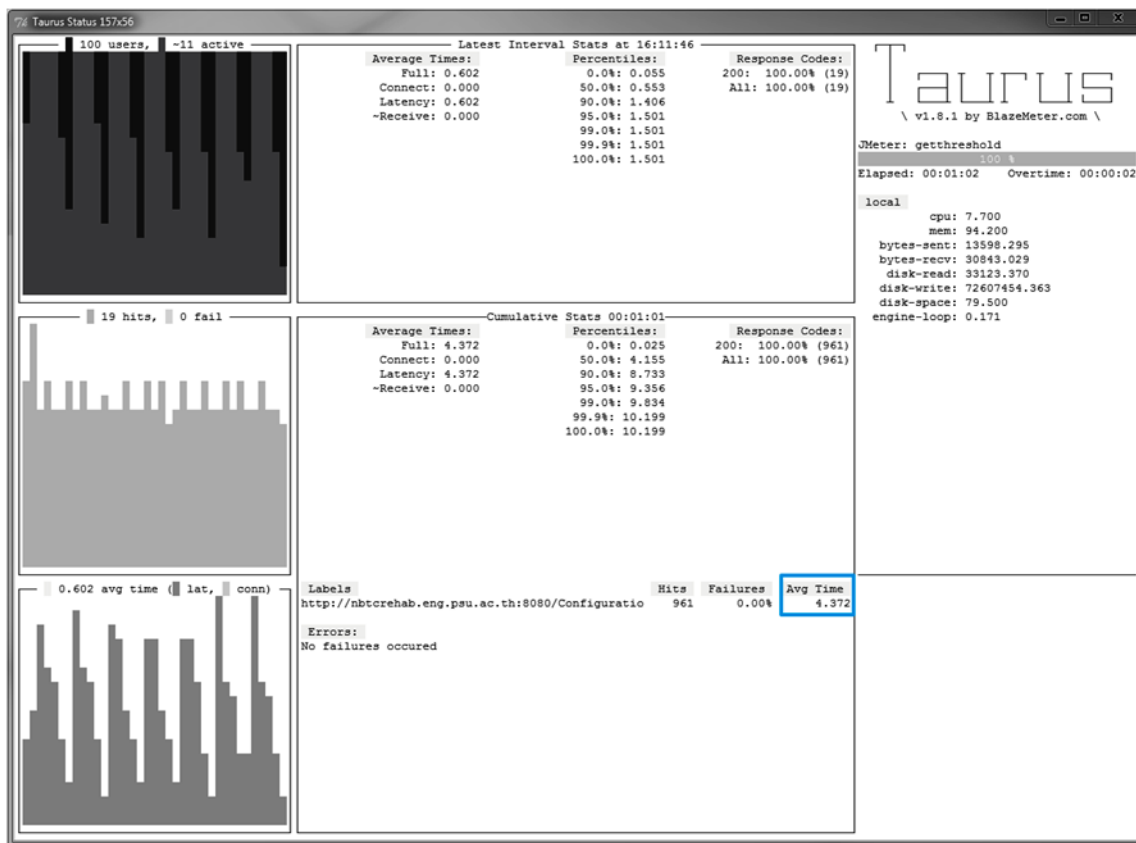 Taurus Status 157x56
100 users, ~11 active
Latest Interval Stats at 16:11:46
Average Times: Percentiles: Response Codes:
Full: 0.602 0.0%: 0.055 200: 100.00% (19)
Connect: 0.000 50.0%: 0.553 All: 100.00% (19)
Latency: 0.602 90.0%: 1.406
~Receive: 0.000 95.0%: 1.501
99.0%: 1.501
99.9%: 1.501
100.0%: 1.501
Taurus
\ v1.8.1 by BlazeMeter.com \
JMeter: getthreshold
100 %
Elapsed: 00:01:02 Overtime: 00:00:02
local
cpu: 7.700
mem: 94.200
bytes-sent: 13598.295
bytes-recv: 30843.029
disk-read: 33123.370
disk-write: 72607454.363
disk-space: 79.500
engine-loop: 0.171
19 hits, 0 fail
Cumulative Stats 00:01:01
Average Times: Percentiles: Response Codes:
Full: 4.372 0.0%: 0.025 200: 100.00% (961)
Connect: 0.000 50.0%: 4.155 All: 100.00% (961)
Latency: 4.372 90.0%: 8.733
~Receive: 0.000 95.0%: 9.356
99.0%: 9.834
99.9%: 10.199
100.0%: 10.199
0.602 avg time ( lat, conn)
Labels Hits Failures Avg Time
http://nbtcrehab.eng.psu.ac.th:8080/Configuratio 961 0.00% 4.372
Errors:
No failures occured